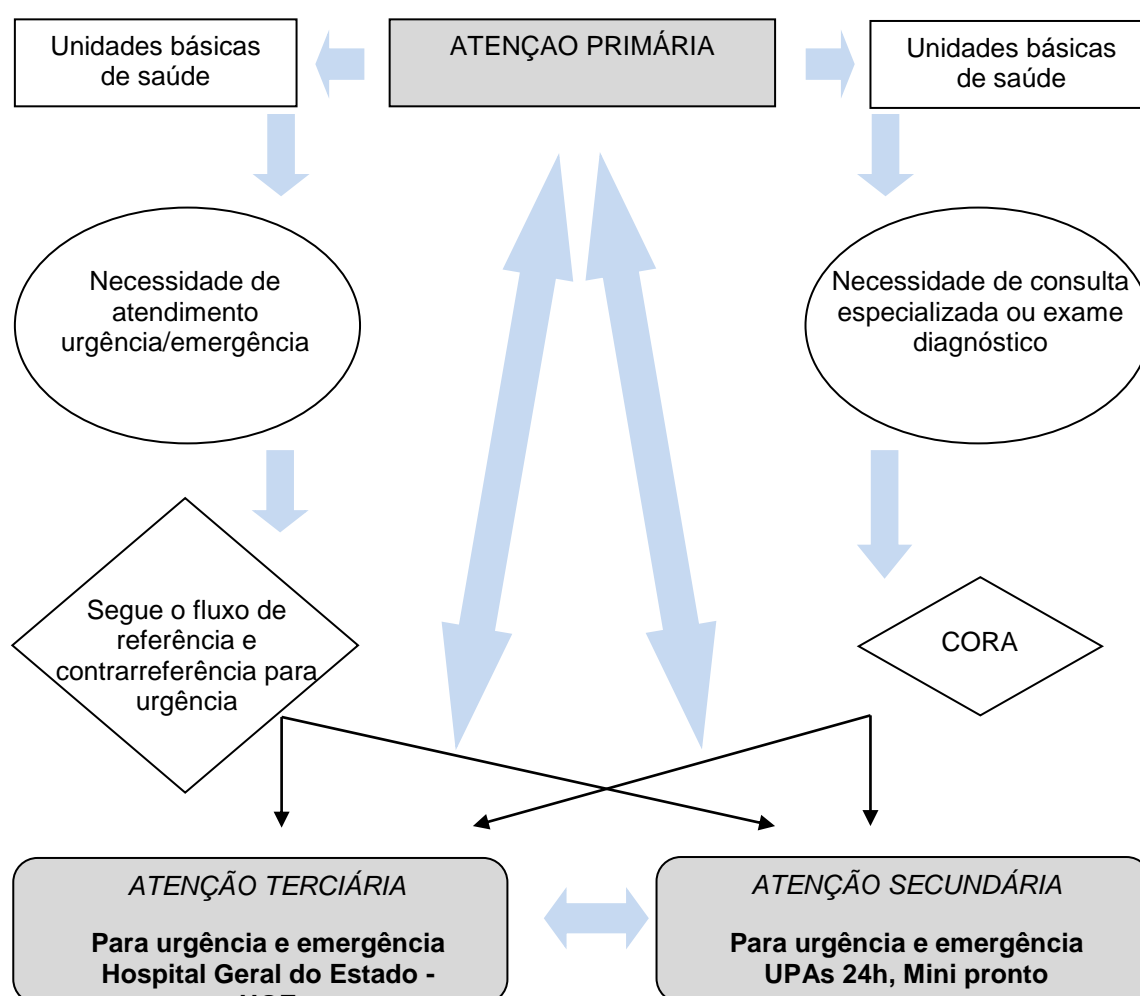 Unidades básicas
de saúde
ATENÇAO PRIMÁRIA
Unidades básicas
de saúde
Necessidade de
atendimento
urgência/emergência
Necessidade de consulta
especializada ou exame
diagnóstico
Segue o fluxo de
referência e
contrarreferência para
urgência
CORA
ATENÇÃO TERCIÁRIA
Para urgência e emergência
Hospital Geral do Estado -
ATENÇÃO SECUNDÁRIA
Para urgência e emergência
UPAs 24h, Mini pronto